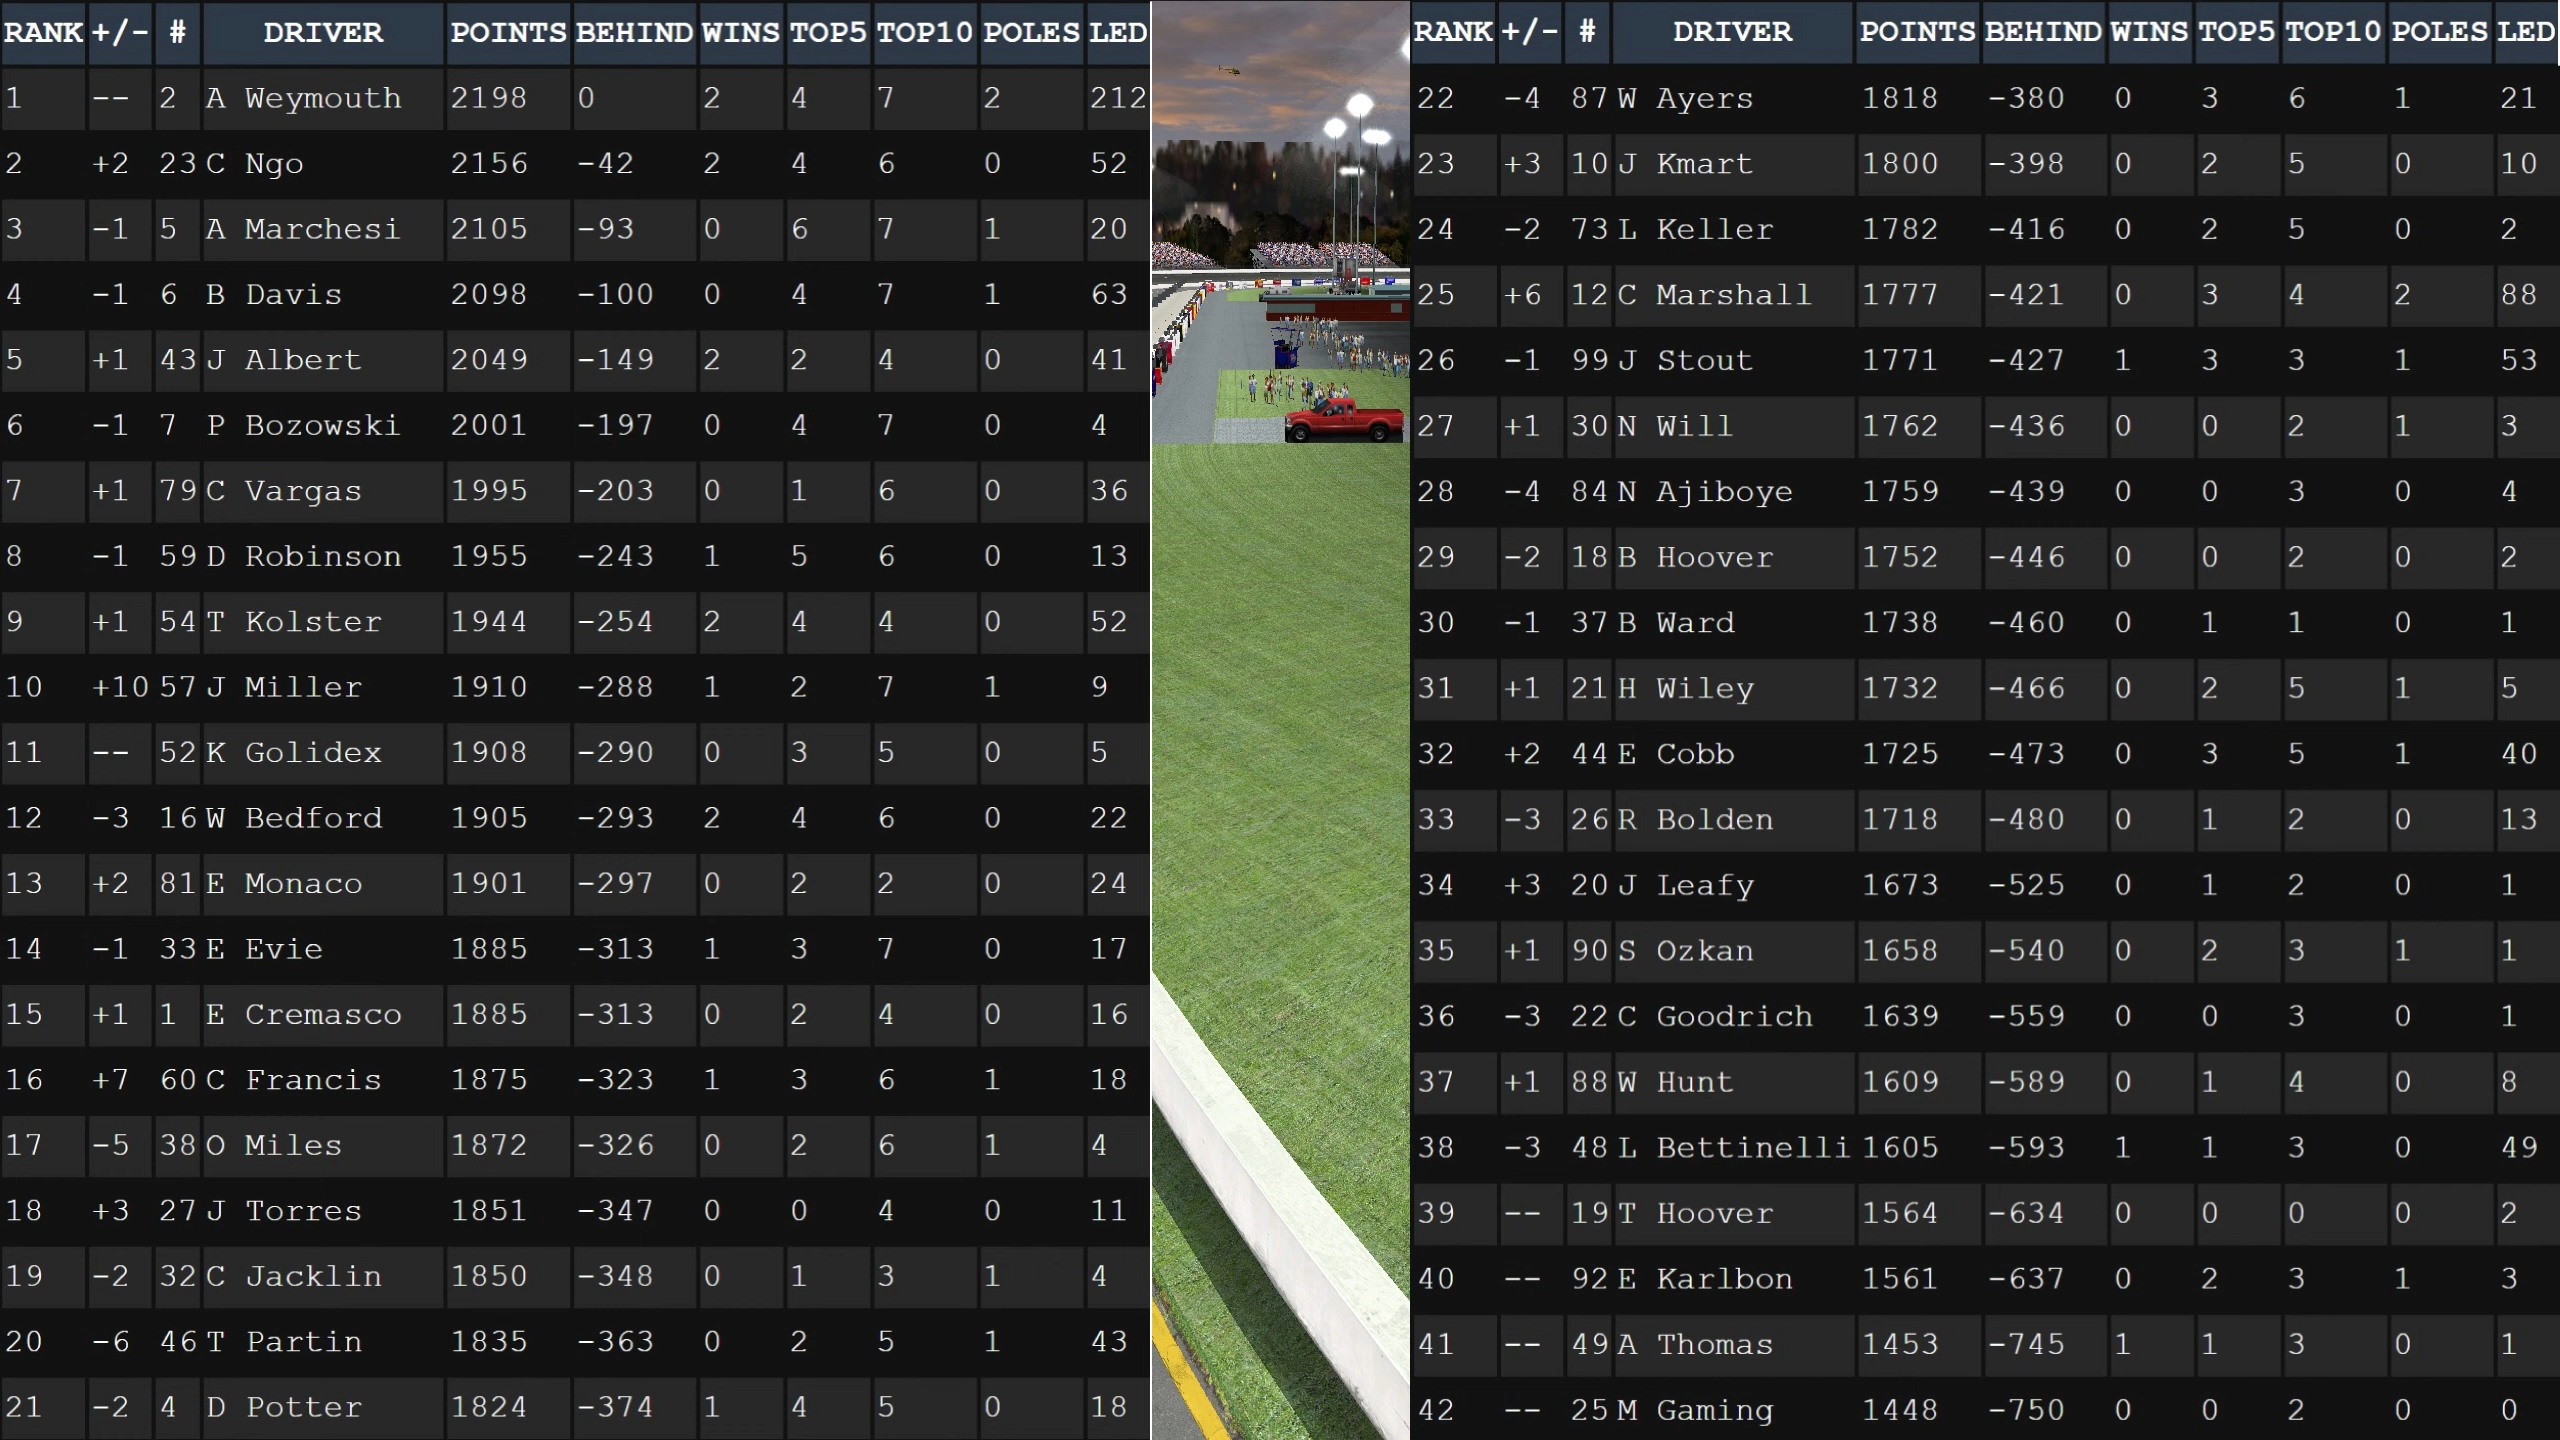 RANK +/- # DRIVER POINTS BEHIND WINS TOP5 TOP10 POLES LED
1 -- 2 A Weymouth 2198 0 2 4 7 2 212
2 +2 23 C Ngo 2156 -42 2 4 6 0 52
3 -1 5 A Marchesi 2105 -93 0 6 7 1 20
4 -1 6 B Davis 2098 -100 0 4 7 1 63
5 +1 43 J Albert 2049 -149 2 2 4 0 41
6 -1 7 P Bozowski 2001 -197 0 4 7 0 4
7 +1 79 C Vargas 1995 -203 0 1 6 0 36
8 -1 59 D Robinson 1955 -243 1 5 6 0 13
9 +1 54 T Kolster 1944 -254 2 4 4 0 52
10 +10 57 J Miller 1910 -288 1 2 7 1 9
11 -- 52 K Golidex 1908 -290 0 3 5 0 5
12 -3 16 W Bedford 1905 -293 2 4 6 0 22
13 +2 81 E Monaco 1901 -297 0 2 2 0 24
14 -1 33 E Evie 1885 -313 1 3 7 0 17
15 +1 1 E Cremasco 1885 -313 0 2 4 0 16
16 +7 60 C Francis 1875 -323 1 3 6 1 18
17 -5 38 O Miles 1872 -326 0 2 6 1 4
18 +3 27 J Torres 1851 -347 0 0 4 0 11
19 -2 32 C Jacklin 1850 -348 0 1 3 1 4
20 -6 46 T Partin 1835 -363 0 2 5 1 43
21 -2 4 D Potter 1824 -374 1 4 5 0 18
RANK +/- # DRIVER POINTS BEHIND WINS TOP5 TOP10 POLES LED
22 -4 87 W Ayers 1818 -380 0 3 6 1 21
23 +3 10 J Kmart 1800 -398 0 2 5 0 10
24 -2 73 L Keller 1782 -416 0 2 5 0 2
25 +6 12 C Marshall 1777 -421 0 3 4 2 88
26 -1 99 J Stout 1771 -427 1 3 3 1 53
27 +1 30 N Will 1762 -436 0 0 2 1 3
28 -4 84 N Ajiboye 1759 -439 0 0 3 0 4
29 -2 18 B Hoover 1752 -446 0 0 2 0 2
30 -1 37 B Ward 1738 -460 0 1 1 0 1
31 +1 21 H Wiley 1732 -466 0 2 5 1 5
32 +2 44 E Cobb 1725 -473 0 3 5 1 40
33 -3 26 R Bolden 1718 -480 0 1 2 0 13
34 +3 20 J Leafy 1673 -525 0 1 2 0 1
35 +1 90 S Ozkan 1658 -540 0 2 3 1 1
36 -3 22 C Goodrich 1639 -559 0 0 3 0 1
37 +1 88 W Hunt 1609 -589 0 1 4 0 8
38 -3 48 L Bettinelli 1605 -593 1 1 3 0 49
39 -- 19 T Hoover 1564 -634 0 0 0 0 2
40 -- 92 E Karlbon 1561 -637 0 2 3 1 3
41 -- 49 A Thomas 1453 -745 1 1 3 0 1
42 -- 25 M Gaming 1448 -750 0 0 2 0 0